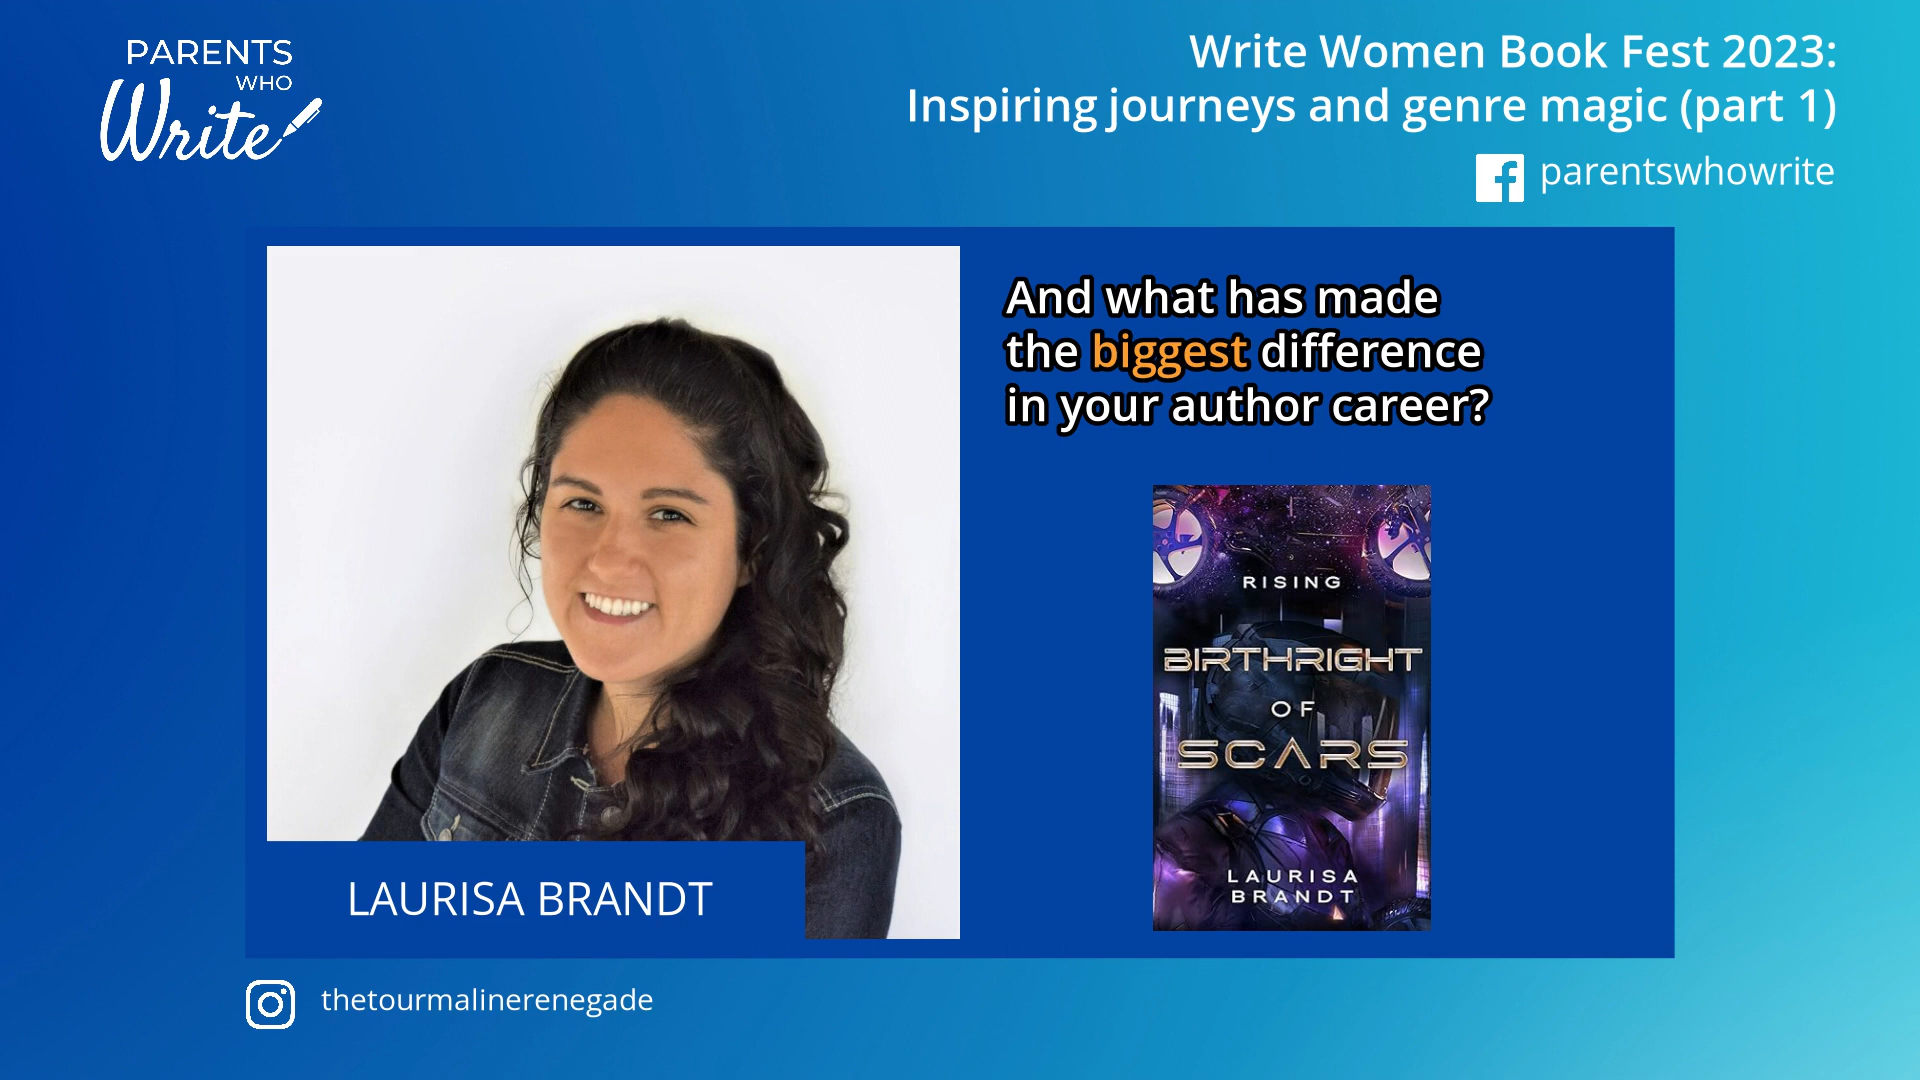 PARENTS
WHO
Write
Write Women Book Fest 2023:
Inspiring journeys and genre magic (part 1)
parentswhowrite
And what has made
the biggest difference
in your author career?
RISING
BIRTHRIGHT
OF
SCARS
LAURISA
BRANDT
LAURISA BRANDT
thetourmalinerenegade